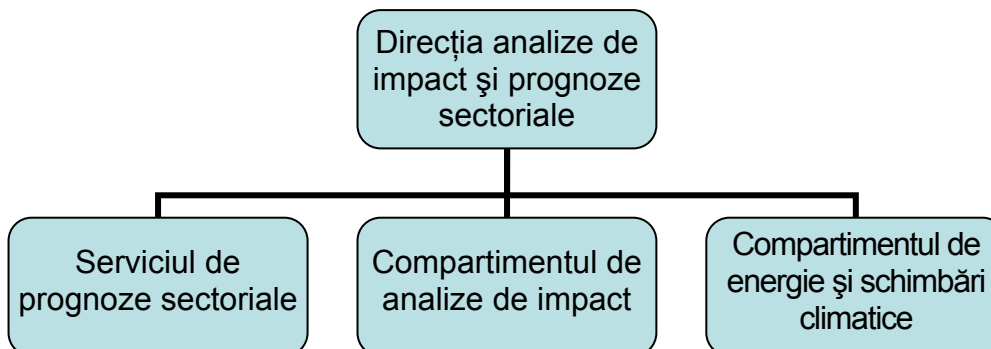 Direcția analize de
impact şi prognoze
sectoriale
Serviciul de
prognoze sectoriale
Compartimentul de
analize de impact
Compartimentul de
energie şi schimbări
climatice